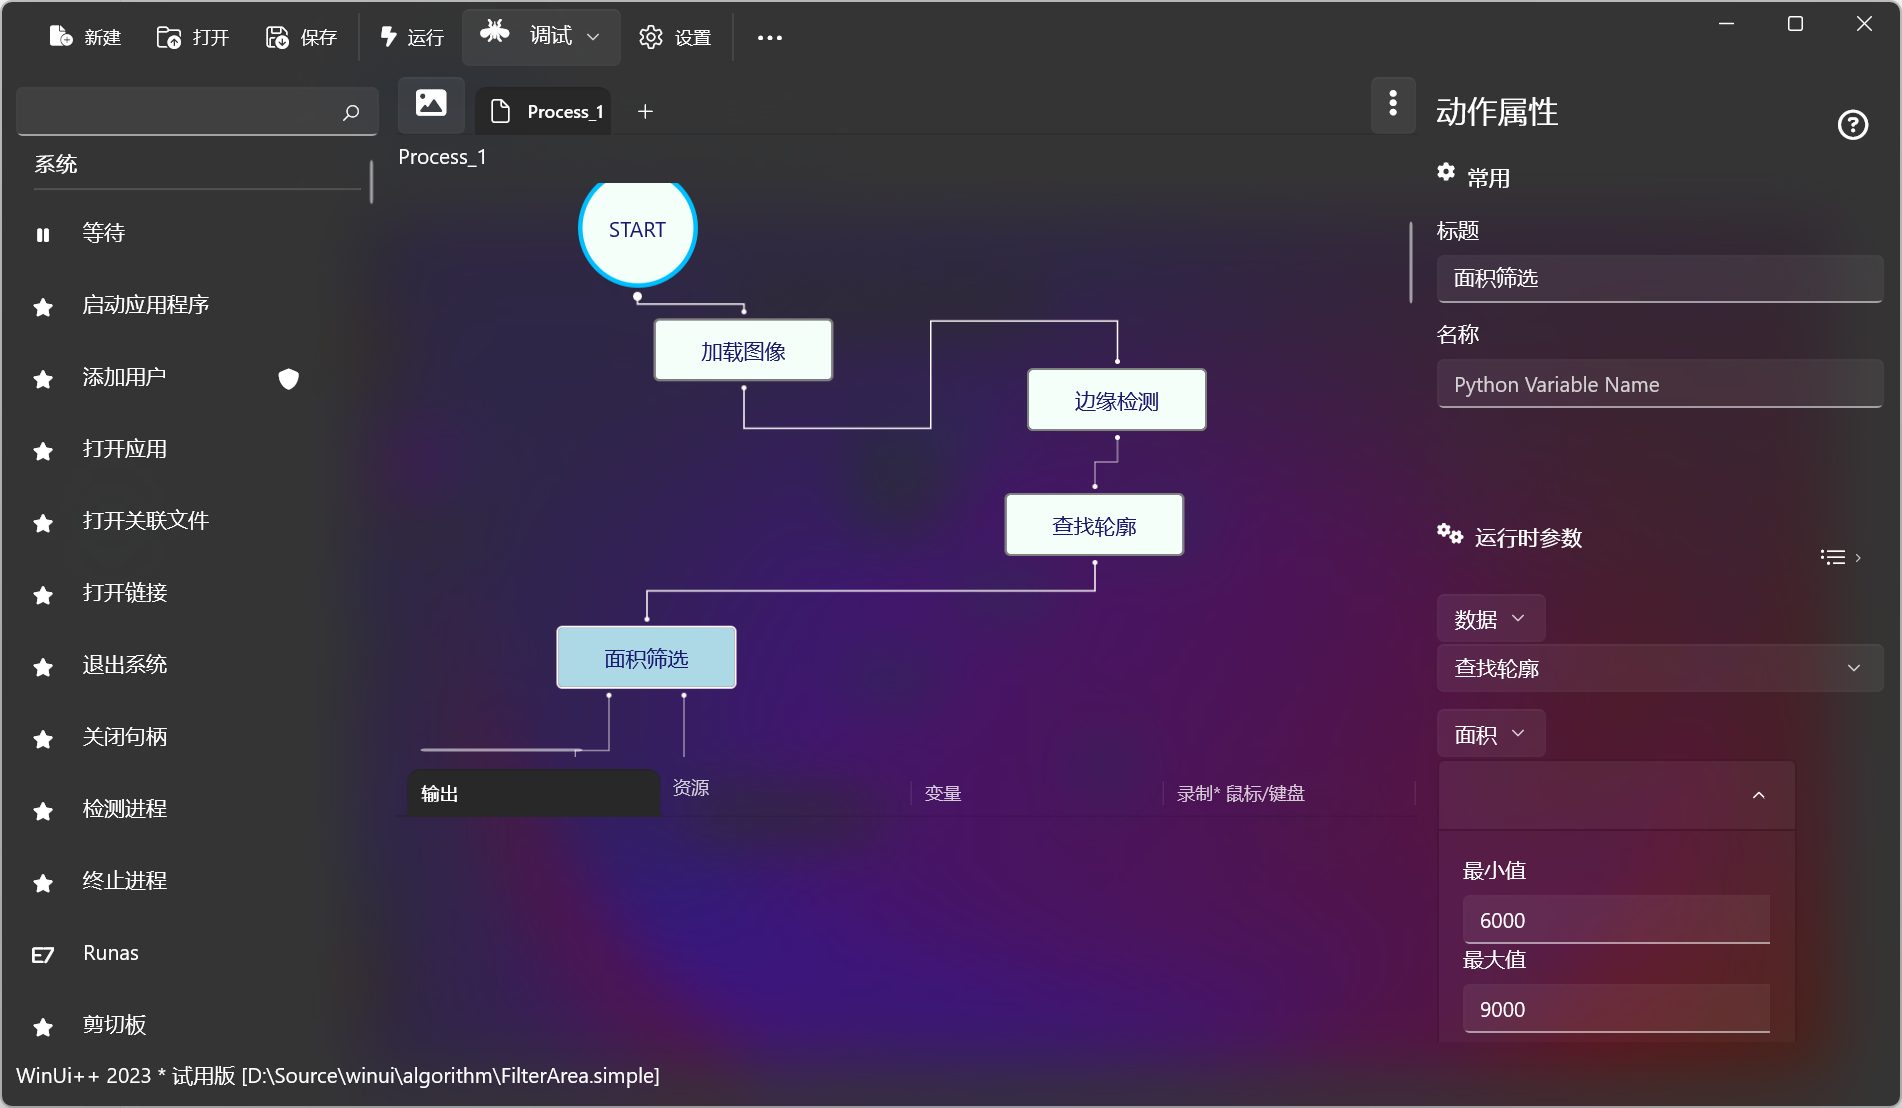 新建
打开
保存
运行
调试
设置
Process_1
动作属性
Process_1
系统
常用
START
标题
等待
面积筛选
启动应用程序
名称
加载图像
添加用户
Python Variable Name
边缘检测
打开应用
打开关联文件
查找轮廓
运行时参数
打开链接
数据
面积筛选
查找轮廓
退出系统
关闭句柄
面积
输出
资源
变量
录制* 鼠标/键盘
检测进程
最小值
终止进程
6000
Runas
最大值
9000
剪切板
WinUi++ 2023 * 试用版 [D:\Source\winui\algorithm\FilterArea.simple]